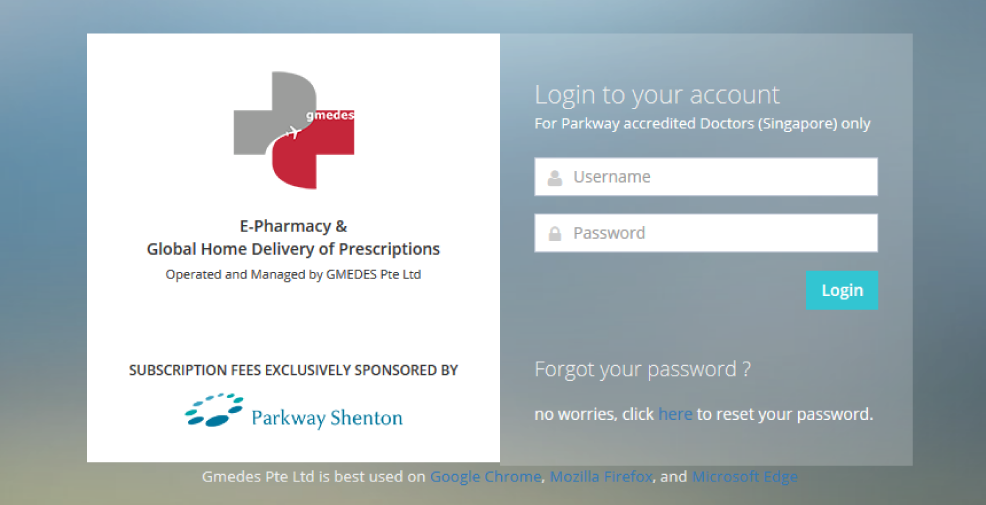 gmedes
E-Pharmacy &
Global Home Delivery of Prescriptions
Operated and Managed by GMEDES Pte Ltd
SUBSCRIPTION FEES EXCLUSIVELY SPONSORED BY
Parkway Shenton
Login to your account
For Parkway accredited Doctors (Singapore) only
Username
Password
Login
Forgot your password ?
no worries, click here to reset your password.
Gmedes Pte Ltd is best used on Google Chrome, Mozilla Firefox, and Microsoft Edge